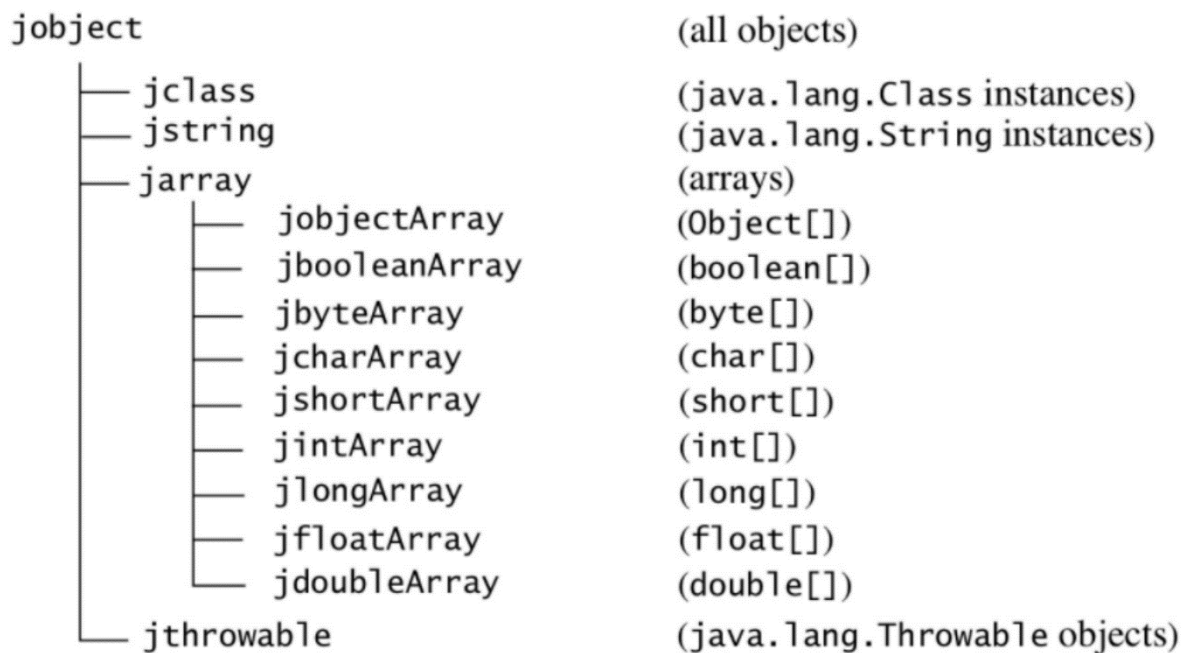 jobject (all objects)
jclass (java.lang.Class instances)
jstring (java.lang.String instances)
jarray (arrays)
jobjectArray (Object[])
jbooleanArray (boolean[])
jbyteArray (byte[])
jcharArray (char[])
jshortArray (short[])
jintArray (int[])
jlongArray (long[])
jfloatArray (float[])
jdoubleArray (double[])
jthrowable (java.lang.Throwable objects)